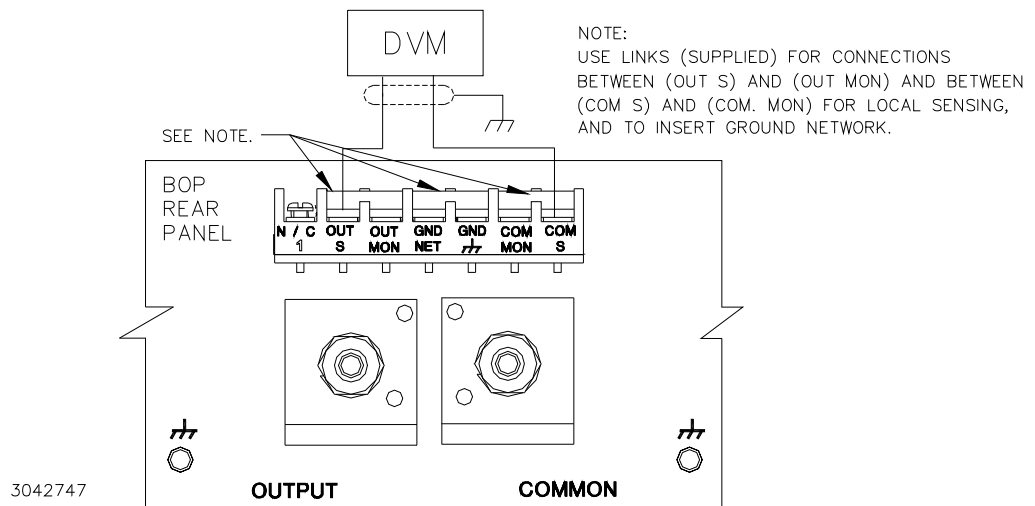 DVM
NOTE:
USE LINKS (SUPPLIED) FOR CONNECTIONS
BETWEEN (OUT S) AND (OUT MON) AND BETWEEN
(COM S) AND (COM. MON) FOR LOCAL SENSING,
AND TO INSERT GROUND NETWORK.
SEE NOTE.
BOP
REAR
PANEL
N / C
1
OUT
S
OUT
MON
GND
NET
GND
COM
MON
COM
S
OUTPUT
COMMON
3042747